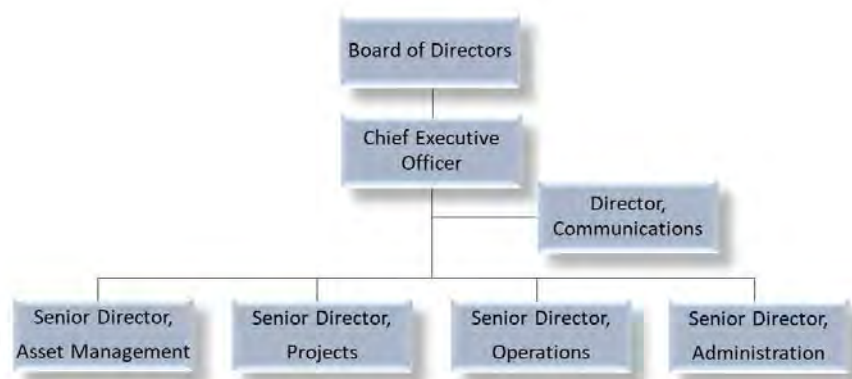 Board of Directors
Chief Executive
Officer
Director,
Communications
Senior Director,
Asset Management
Senior Director,
Projects
Senior Director,
Operations
Senior Director,
Administration